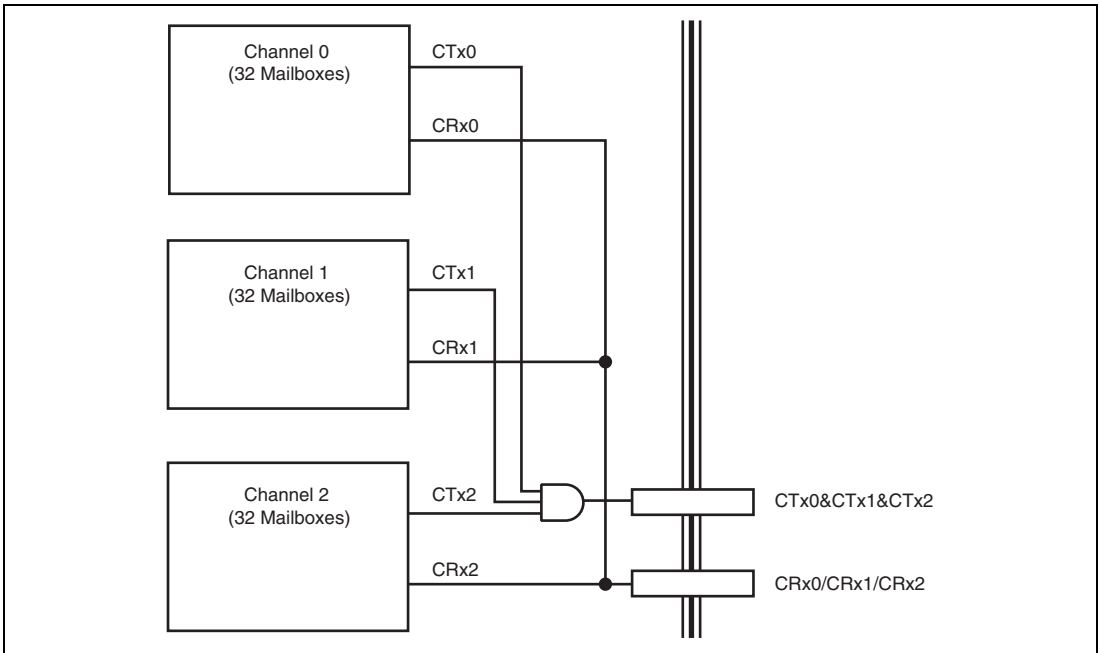 Channel 0
(32 Mailboxes)
CTx0
CRx0
Channel 1
(32 Mailboxes)
CTx1
CRx1
Channel 2
(32 Mailboxes)
CTx2
CRx2
CTx0&CTx1&CTx2
CRx0/CRx1/CRx2